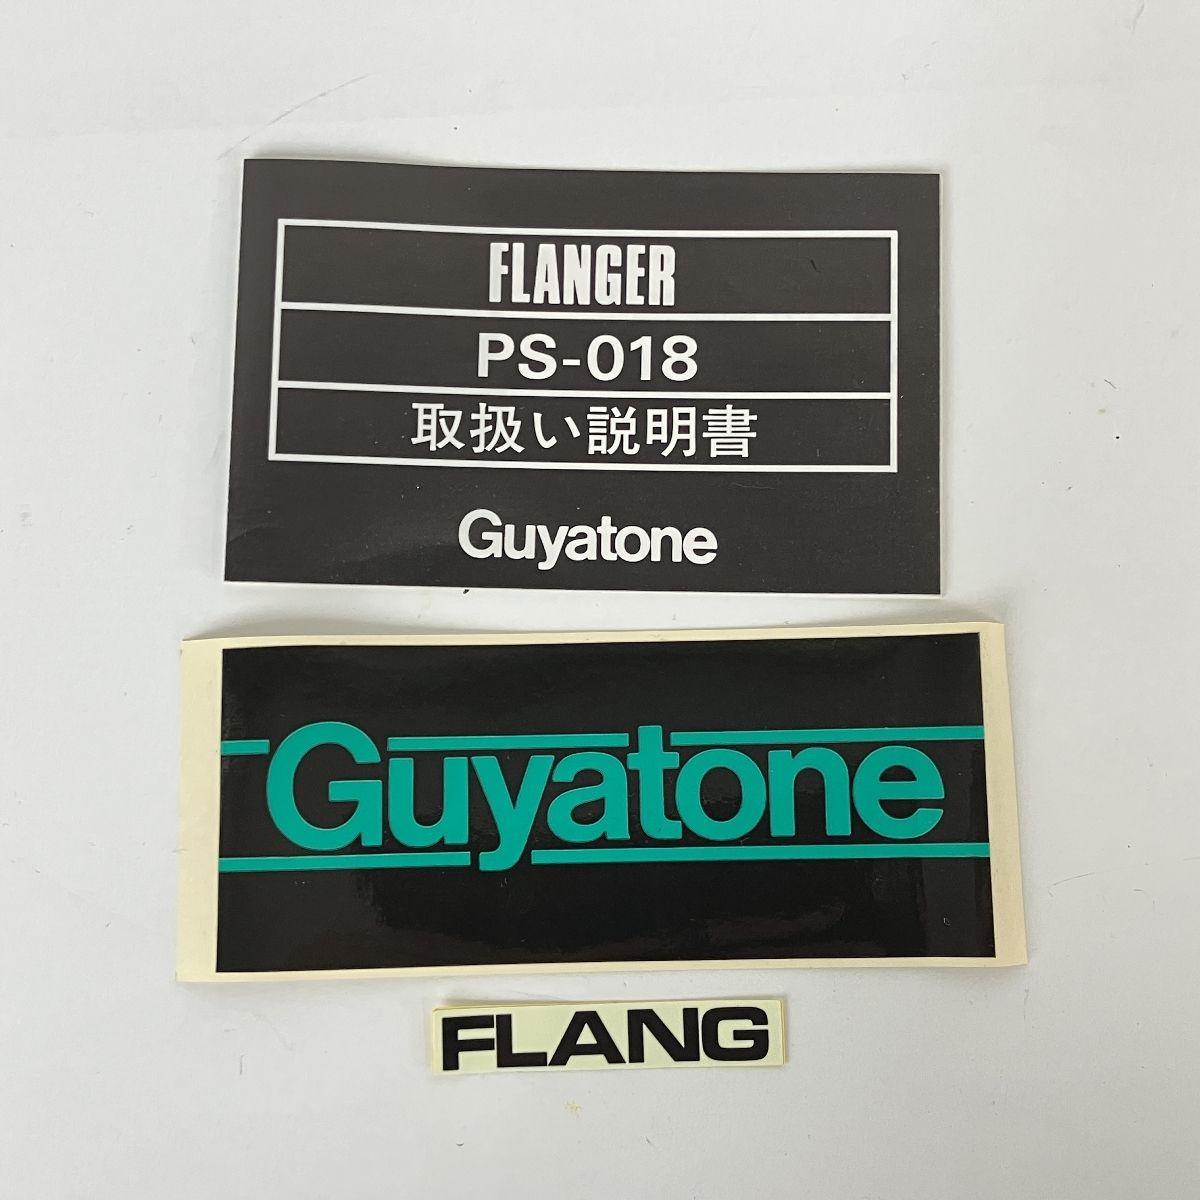 FLANGER
PS-018
取扱い説明書
Guyatone
Guyatone
FLANG